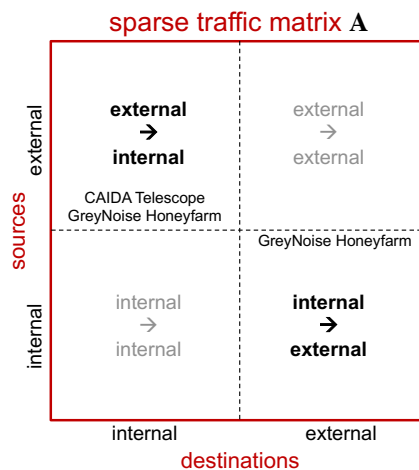 sparse traffic matrix A
external
→
internal
external
→
external
CAIDA Telescope
GreyNoise Honeyfarm
GreyNoise Honeyfarm
internal
→
internal
internal
→
external
external
sources
internal
internal
external
destinations